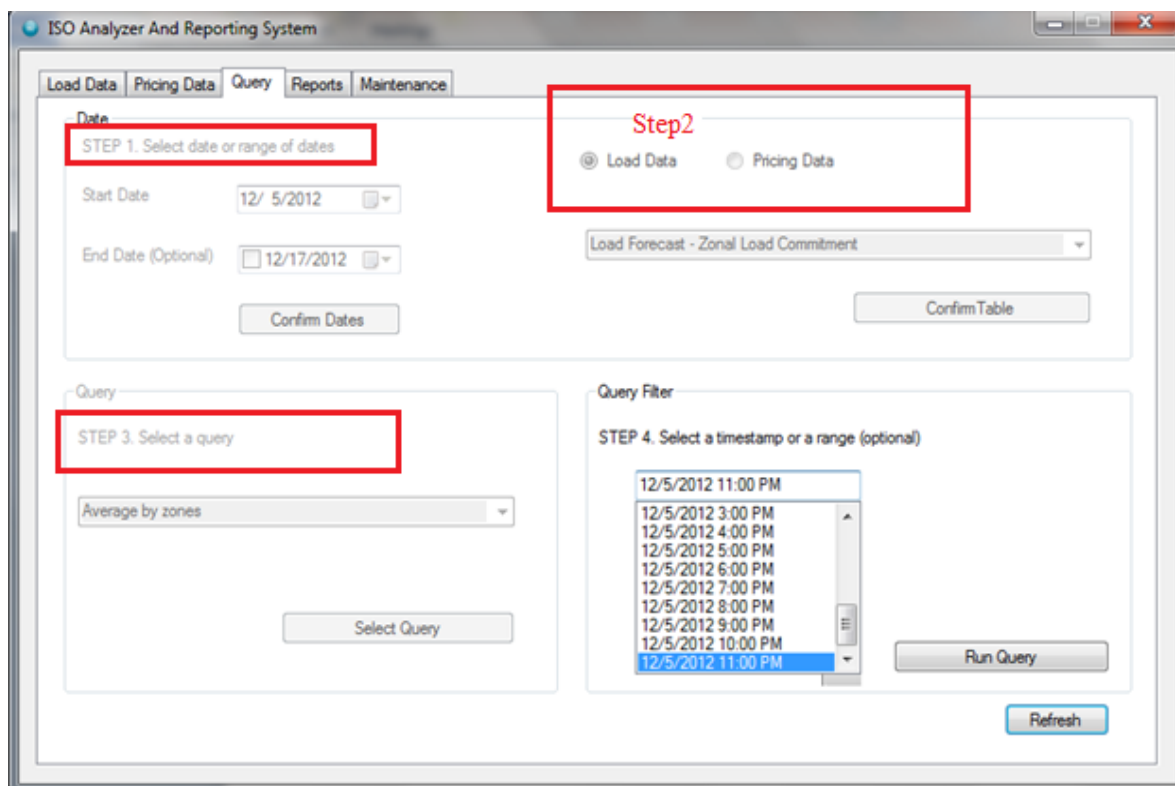 ISO Analyzer And Reporting System
Load Data Pricing Data Query Reports Maintenance
Date
STEP 1. Select date or range of dates
Step2
Load Data Pricing Data
Start Date 12/ 5/2012
Load Forecast - Zonal Load Commitment
End Date (Optional) 12/17/2012
Confirm Dates
ConfirmTable
Query
STEP 3. Select a query
Average by zones
Select Query
Query Filter
STEP 4. Select a timestamp or a range (optional)
12/5/2012 11:00 PM
12/5/2012 3:00 PM
12/5/2012 4:00 PM
12/5/2012 5:00 PM
12/5/2012 6:00 PM
12/5/2012 7:00 PM
12/5/2012 8:00 PM
12/5/2012 9:00 PM
12/5/2012 10:00 PM
12/5/2012 11:00 PM
Run Query
Refresh